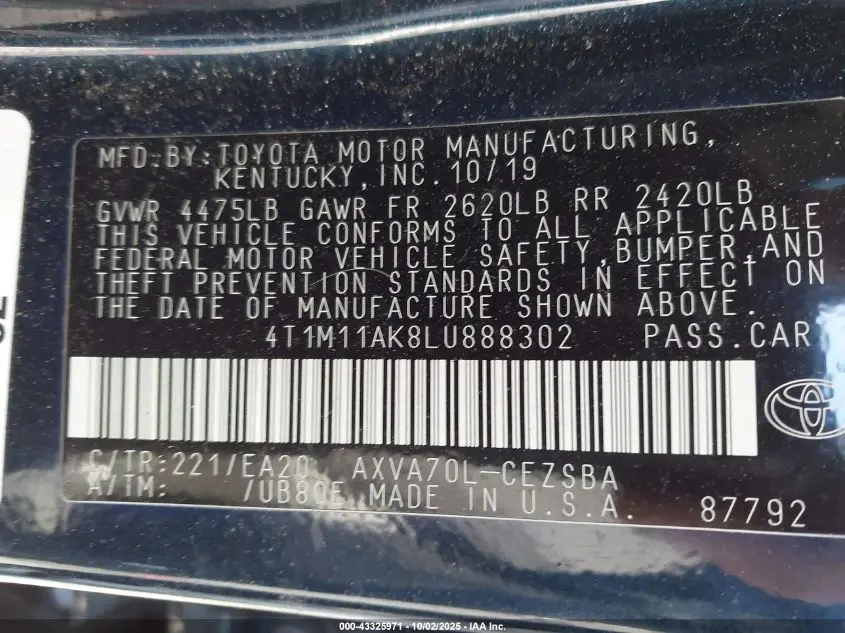 MFD.BY:TOYOTA MOTOR MANUFACTURING,
KENTUCKY,INC.10/19
GVWR 4475LB GAWR FR 2620LB RR 2420LB
THIS VEHICLE CONFORMS TO ALL APPLICABLE
FEDERAL MOTOR VEHICLE SAFETY,BUMPER,AND
THEFT PREVENTION STANDARDS IN EFFECT ON
THE DATE OF MANUFACTURE SHOWN ABOVE.
4T1M11AK8LU888302 PASS.CAR
C/TR:221/EA20 AXVA70L-CEZSBA
A/TM: /UB80E MADE IN U.S.A. 87792
000-43325971 - 10/02/2025 - IAA Inc.